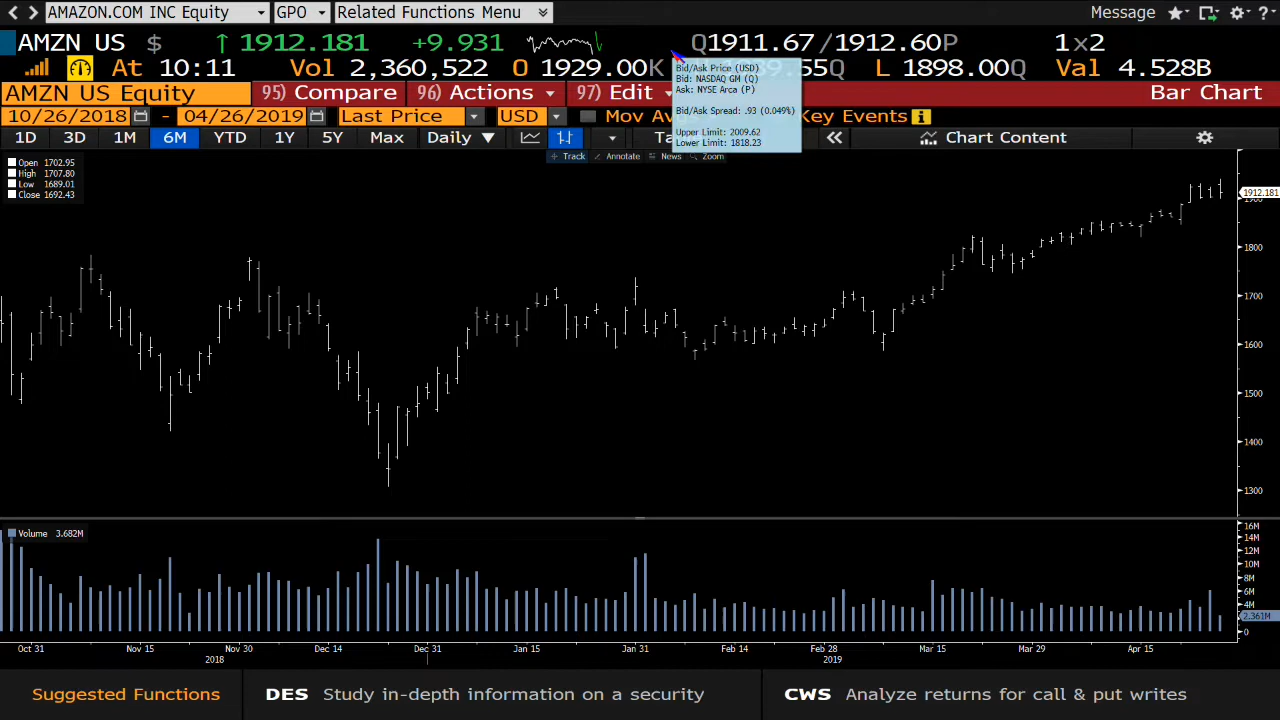 AMAZON.COM INC Equity GPO Related Functions Menu Message ?
AMZN US $ ↑ 1912.181 +9.931 Q1911.67/1912.60P 1x2
At 10:11 Vol 2,360,522 O 1929.00K L 1898.00Q Val 4.528B
Bid/Ask Price (USD)
Bid: NASDAQ GM (Q)
Ask: NYSE Arca (P)
Bid/Ask Spread: .93 (0.049%)
Upper Limit: 2009.62
Lower Limit: 1818.23
AMZN US Equity 95) Compare 96) Actions 97) Edit Bar Chart
10/26/2018 - 04/26/2019 Last Price USD Mov Key Events i
1D 3D 1M 6M YTD 1Y 5Y Max Daily ▼ « Chart Content
Track Annotate News Zoom
Open 1702.95
High 1707.80
Low 1689.01
Close 1692.43
1912.181
1900
1800
1700
1600
1500
1400
1300
Volume 3.682M
16M
14M
12M
10M
8M
6M
4M
2.361M
0
Oct 31 Nov 15 Nov 30 Dec 14 Dec 31 Jan 15 Jan 31 Feb 14 Feb 28 Mar 15 Mar 29 Apr 15
2018 2019
Suggested Functions DES Study in-depth information on a security CWS Analyze returns for call & put writes